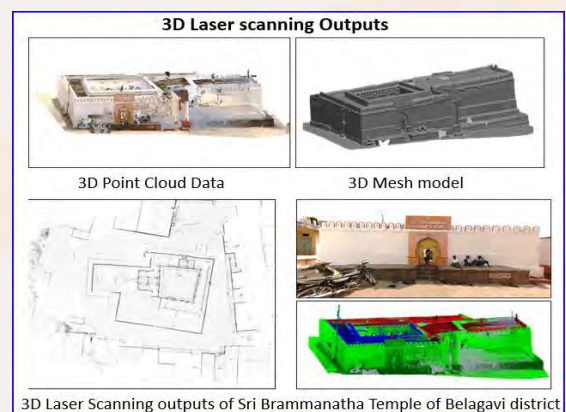 3D Laser scanning Outputs
3D Point Cloud Data
3D Mesh model
3D Laser Scanning outputs of Sri Brammanatha Temple of Belagavi district